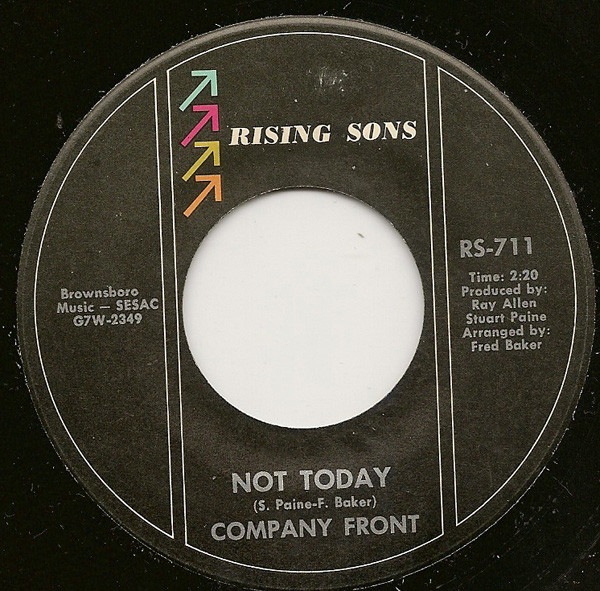 RISING SONS
RS-711
Time: 2:20
Produced by:
Ray Allen
Stuart Paine
Arranged by:
Fred Baker
Brownsboro
Music — SESAC
G7W-2349
NOT TODAY
(S. Paine-F. Baker)
COMPANY FRONT